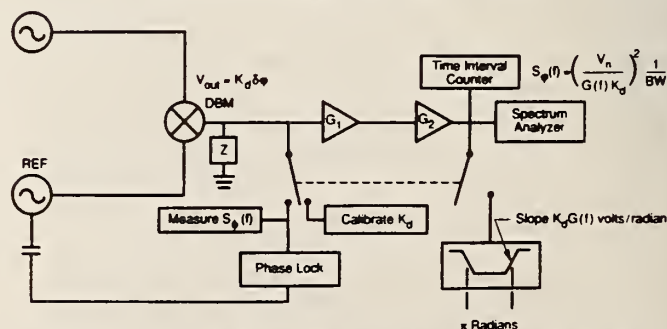 V_out = K_d δφ
DBM
Z
REF
G_1
G_2
Time Interval
Counter
Spectrum
Analyzer
S_φ(f) = ( V_n / G(f) K_d )^2 1 / BW
Measure S_φ(f)
Calibrate K_d
Phase Lock
Slope K_d G(f) volts/radian
π Radians